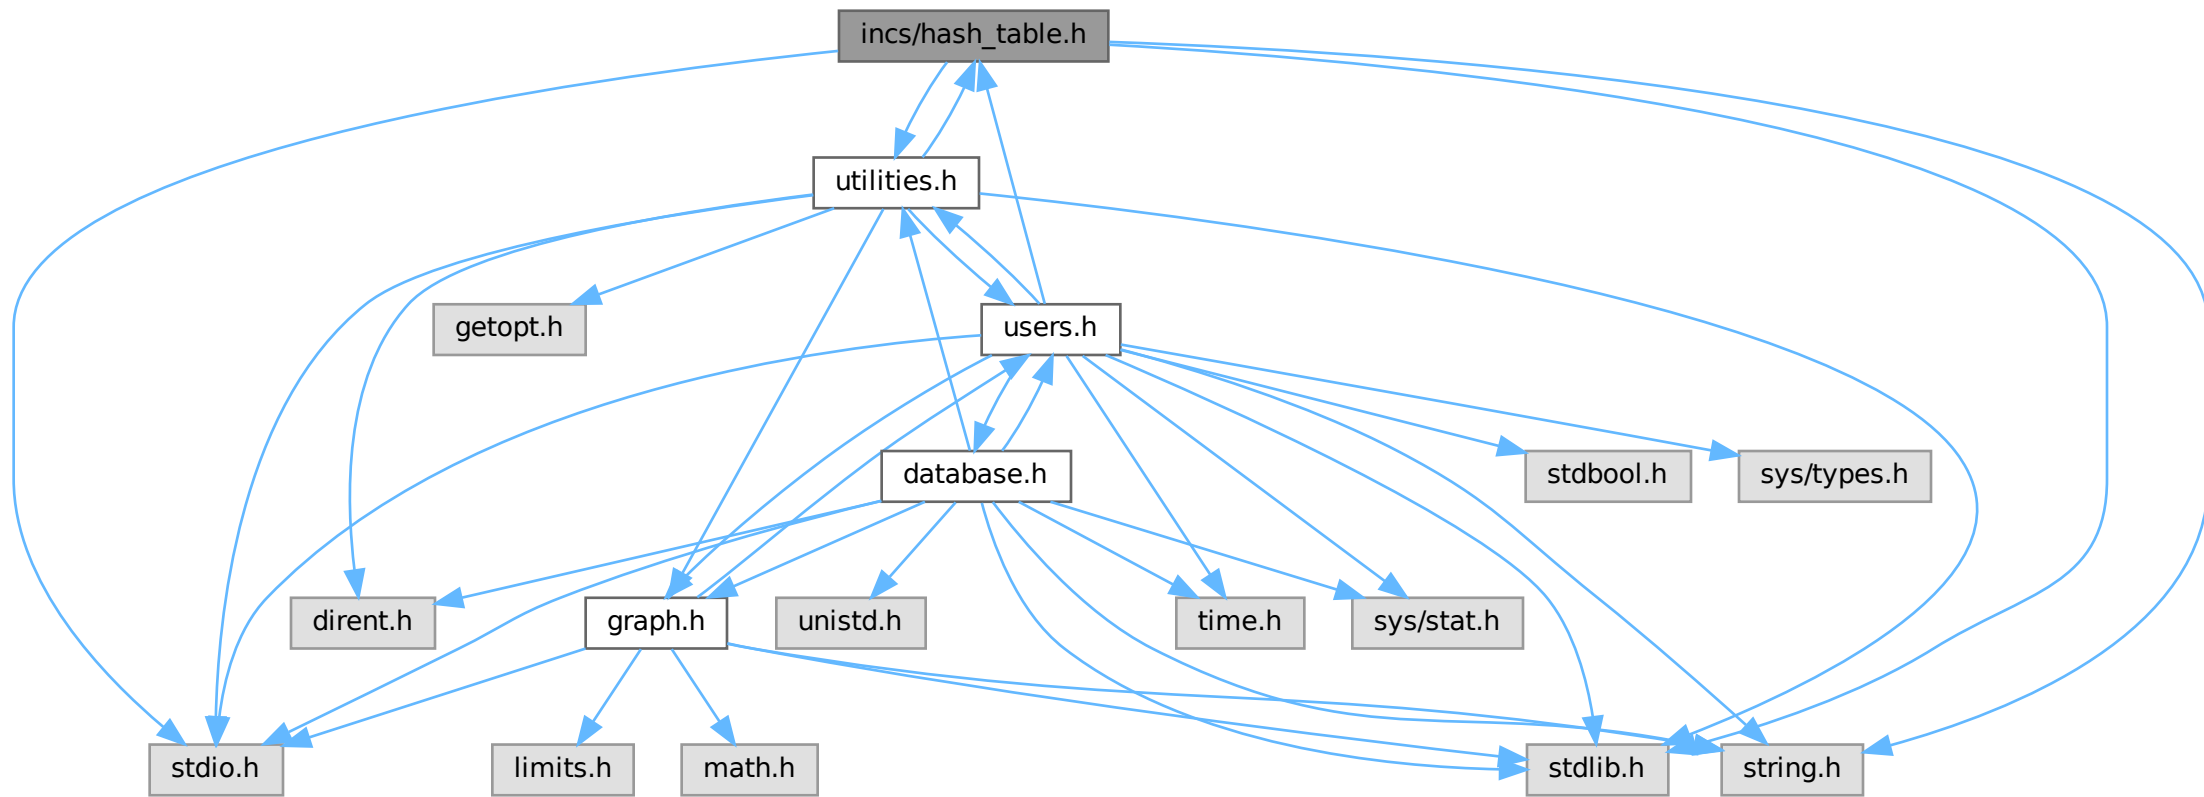 incs/hash_table.h
utilities.h
getopt.h
users.h
database.h
stdbool.h
sys/types.h
dirent.h
graph.h
unistd.h
time.h
sys/stat.h
stdio.h
limits.h
math.h
stdlib.h
string.h